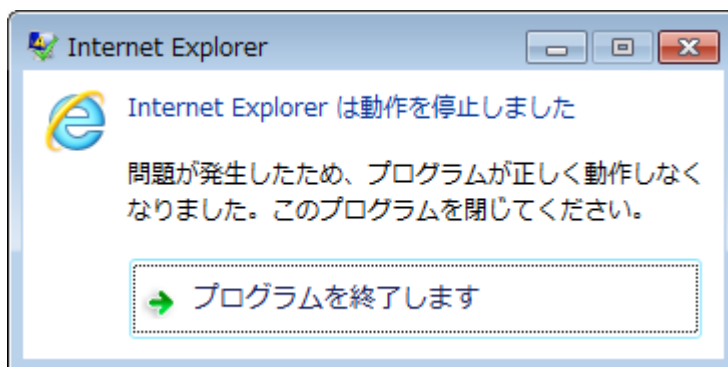 Internet Explorer
Internet Explorer は動作を停止しました
問題が発生したため、プログラムが正しく動作しなく
なりました。このプログラムを閉じてください。
プログラムを終了します